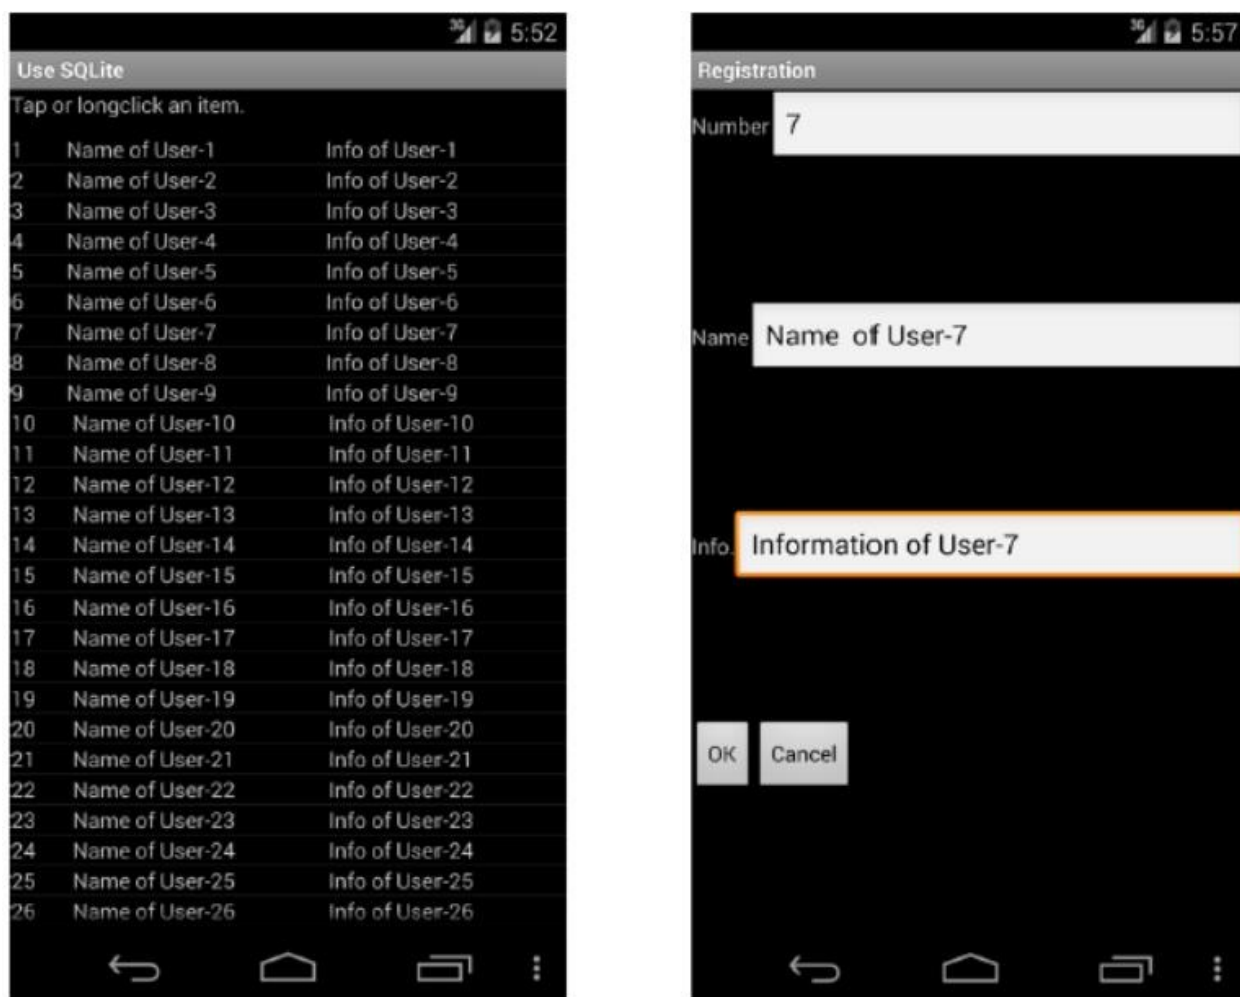 3G 5:52
Use SQLite
Tap or longclick an item.
1 Name of User-1 Info of User-1
2 Name of User-2 Info of User-2
3 Name of User-3 Info of User-3
4 Name of User-4 Info of User-4
5 Name of User-5 Info of User-5
6 Name of User-6 Info of User-6
7 Name of User-7 Info of User-7
8 Name of User-8 Info of User-8
9 Name of User-9 Info of User-9
10 Name of User-10 Info of User-10
11 Name of User-11 Info of User-11
12 Name of User-12 Info of User-12
13 Name of User-13 Info of User-13
14 Name of User-14 Info of User-14
15 Name of User-15 Info of User-15
16 Name of User-16 Info of User-16
17 Name of User-17 Info of User-17
18 Name of User-18 Info of User-18
19 Name of User-19 Info of User-19
20 Name of User-20 Info of User-20
21 Name of User-21 Info of User-21
22 Name of User-22 Info of User-22
23 Name of User-23 Info of User-23
24 Name of User-24 Info of User-24
25 Name of User-25 Info of User-25
26 Name of User-26 Info of User-26
3G 5:57
Registration
Number 7
Name Name of User-7
Info. Information of User-7
OK Cancel